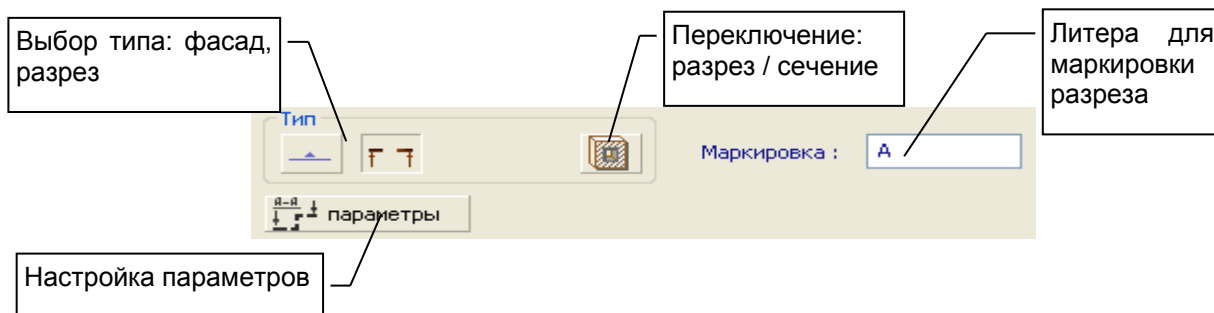 Выбор типа: фасад,
разрез
Переключение:
разрез / сечение
Литера для
маркировки
разреза
Тип
Маркировка :
A
Я-Я
параметры
Настройка параметров